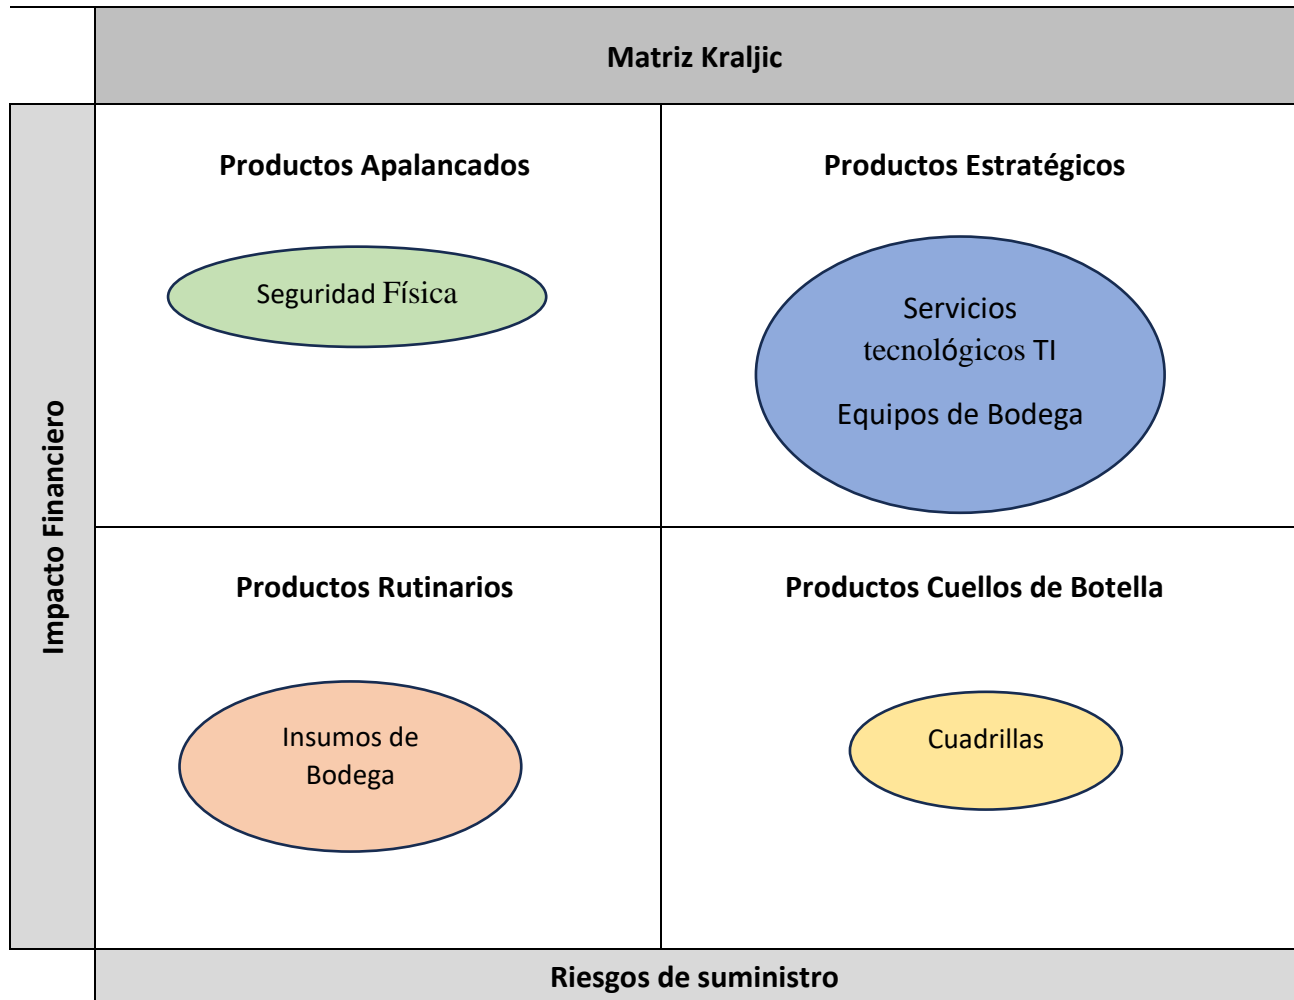 Matriz Kraljic
Impacto Financiero
Productos Apalancados
Seguridad Física
Productos Estratégicos
Servicios
tecnológicos TI
Equipos de Bodega
Productos Rutinarios
Insumos de
Bodega
Productos Cuellos de Botella
Cuadrillas
Riesgos de suministro